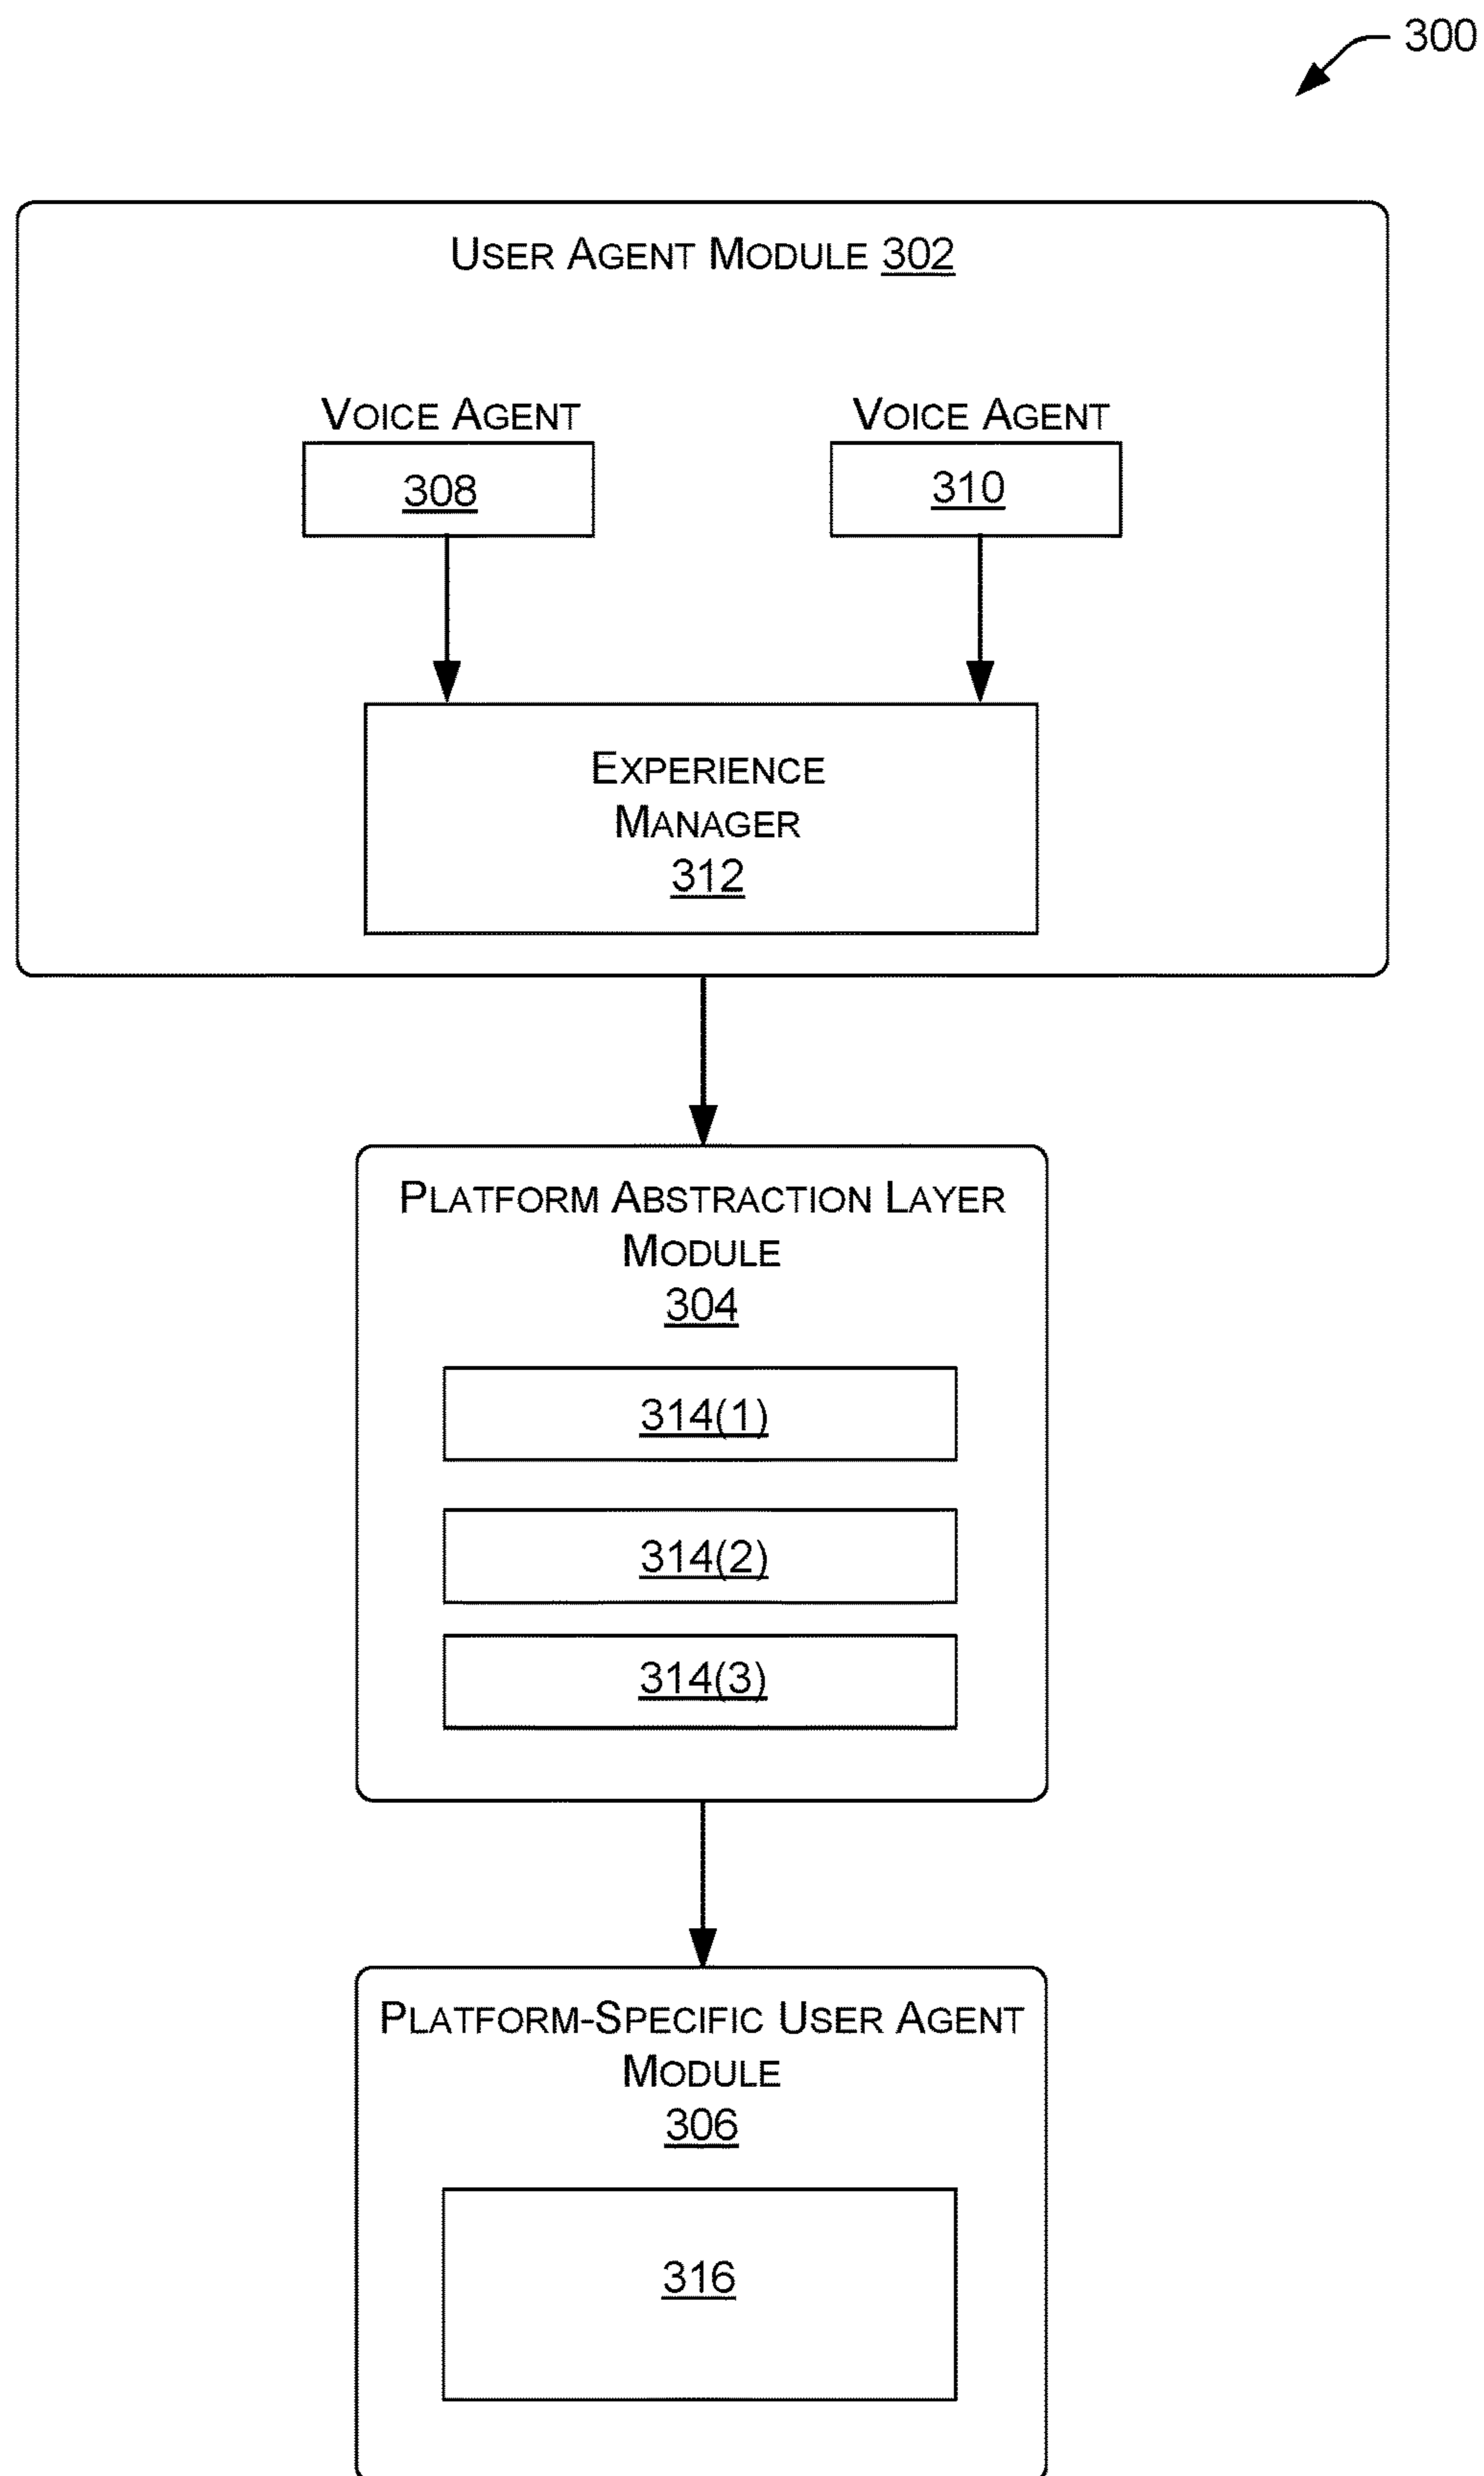 300
USER AGENT MODULE 302
VOICE AGENT
308
VOICE AGENT
310
EXPERIENCE
MANAGER
312
PLATFORM ABSTRACTION LAYER
MODULE
304
314(1)
314(2)
314(3)
PLATFORM-SPECIFIC USER AGENT
MODULE
306
316